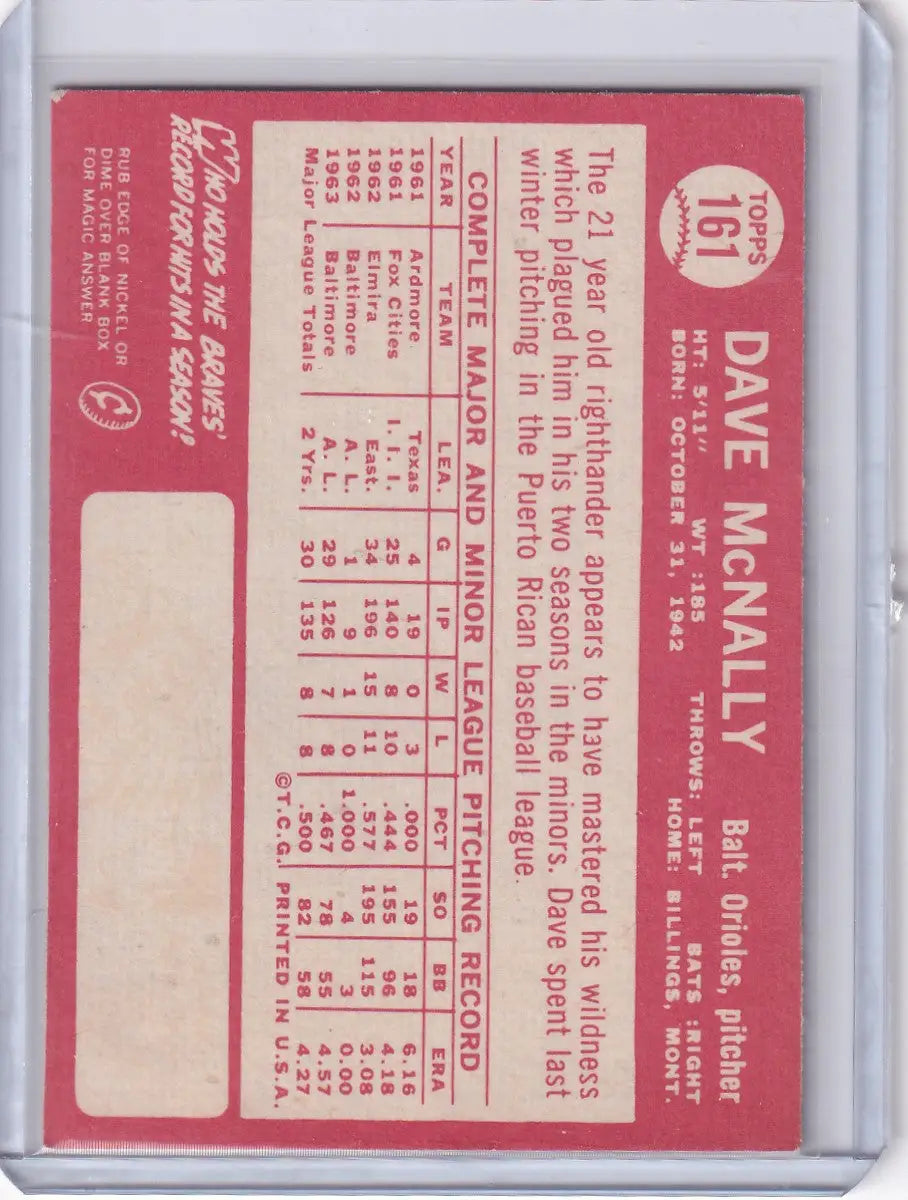 TOPPS
161
DAVE McNALLY Balt. Orioles, pitcher
HT: 5'11" WT :185 THROWS: LEFT BATS :RIGHT
BORN: OCTOBER 31, 1942 HOME: BILLINGS, MONT.
The 21 year old righthander appears to have mastered his wildness
which plagued him in his two seasons in the minors. Dave spent last
winter pitching in the Puerto Rican baseball league.
COMPLETE MAJOR AND MINOR LEAGUE PITCHING RECORD
YEAR TEAM LEA. G IP W L PCT SO BB ERA
1961 Ardmore Texas 4 19 0 3 .000 19 18 6.16
1961 Fox Cities I. I. I. 25 140 8 10 .444 155 96 4.18
1962 Elmira East. 34 196 15 11 .577 195 115 3.08
1962 Baltimore A. L. 1 9 1 0 1.000 4 3 0.00
1963 Baltimore A. L. 29 126 7 8 .467 78 55 4.57
Major League Totals 2 Yrs. 30 135 8 8 .500 82 58 4.27
©T.C.G. PRINTED IN U.S.A.
WHO HOLDS THE BRAVES'
RECORD FOR HITS IN A SEASON?
RUB EDGE OF NICKEL OR
DIME OVER BLANK BOX
FOR MAGIC ANSWER